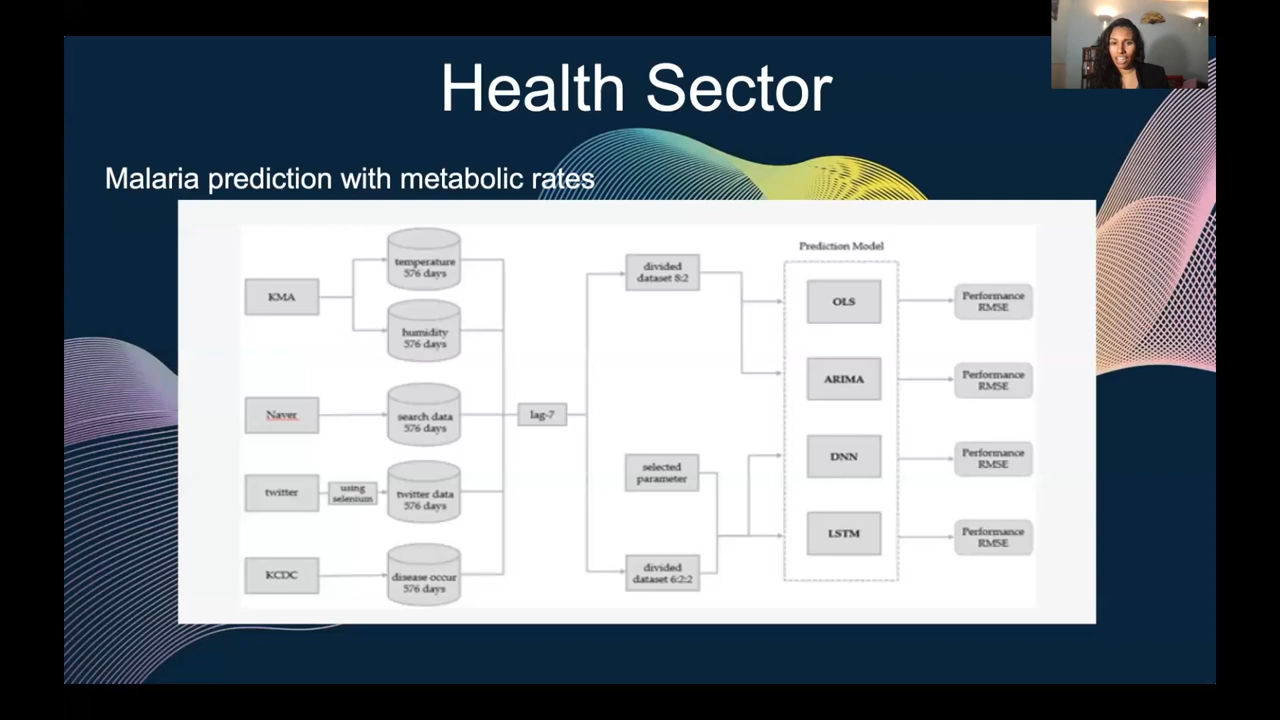 Health Sector
Malaria prediction with metabolic rates
KMA
temperature
576 days
humidity
576 days
Naver
search data
576 days
twitter
using
selenium
twitter data
576 days
KCDC
disease occur
576 days
lag-7
divided
dataset 8:2
selected
parameter
divided
dataset 6:2:2
Prediction Model
OLS
ARIMA
DNN
LSTM
Performance
RMSE
Performance
RMSE
Performance
RMSE
Performance
RMSE